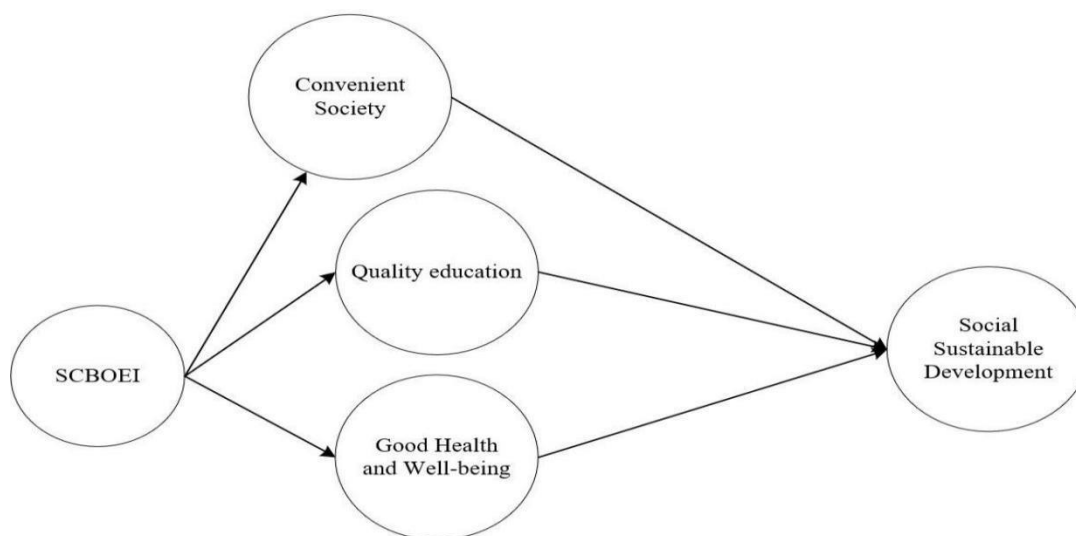 Convenient
Society
Quality education
SCBOEI
Good Health
and Well-being
Social
Sustainable
Development